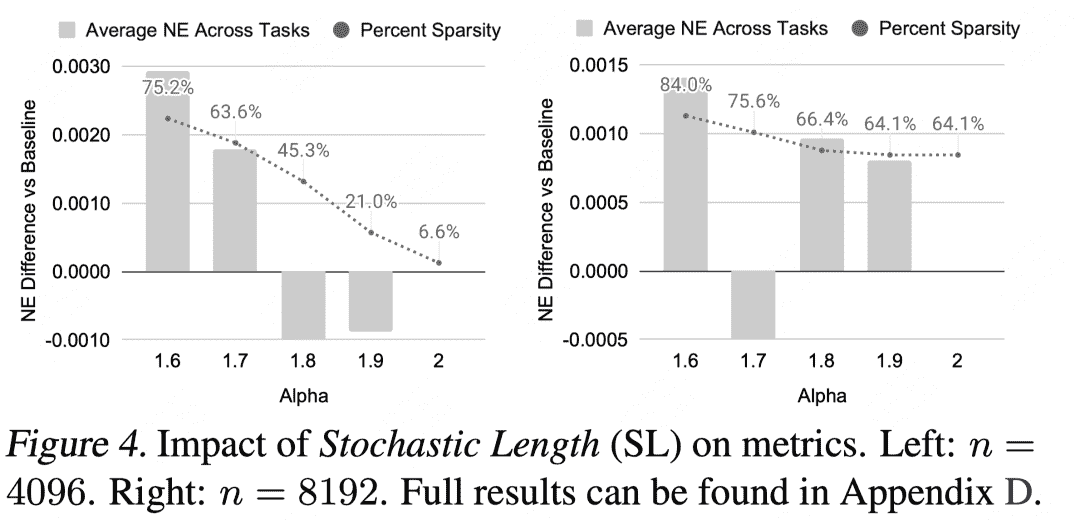 Average NE Across Tasks Percent Sparsity
NE Difference vs Baseline
0.0030
0.0020
0.0010
0.0000
-0.0010
75.2%
63.6%
45.3%
21.0%
6.6%
1.6 1.7 1.8 1.9 2
Alpha
Average NE Across Tasks Percent Sparsity
NE Difference vs Baseline
0.0015
0.0010
0.0005
0.0000
-0.0005
84.0%
75.6%
66.4%
64.1%
64.1%
1.6 1.7 1.8 1.9 2
Alpha
Figure 4. Impact of Stochastic Length (SL) on metrics. Left: n =
4096. Right: n = 8192. Full results can be found in Appendix D.